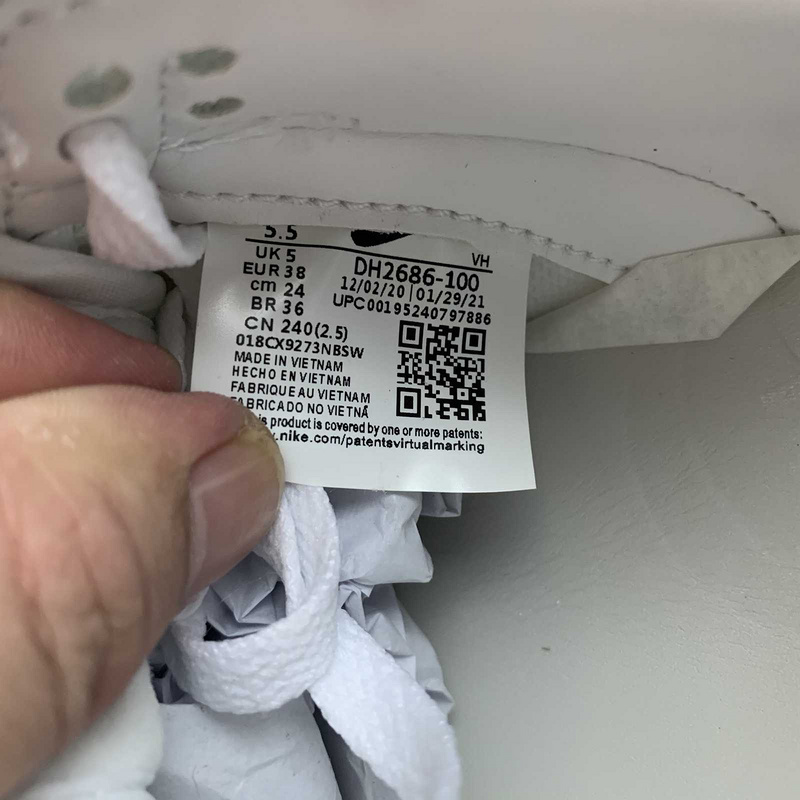 5.5
VH
UK 5
DH2686-100
EUR 38
12/02/20 | 01/29/21
cm 24
UPC00195240797886
BR 36
CN 240(2.5)
018CX9273NBSW
MADE IN VIETNAM
HECHO EN VIETNAM
FABRIQUE AU VIETNAM
FABRICADO NO VIETNÃ
is product is covered by one or more patents:
.nike.com/patentsvirtualmarking